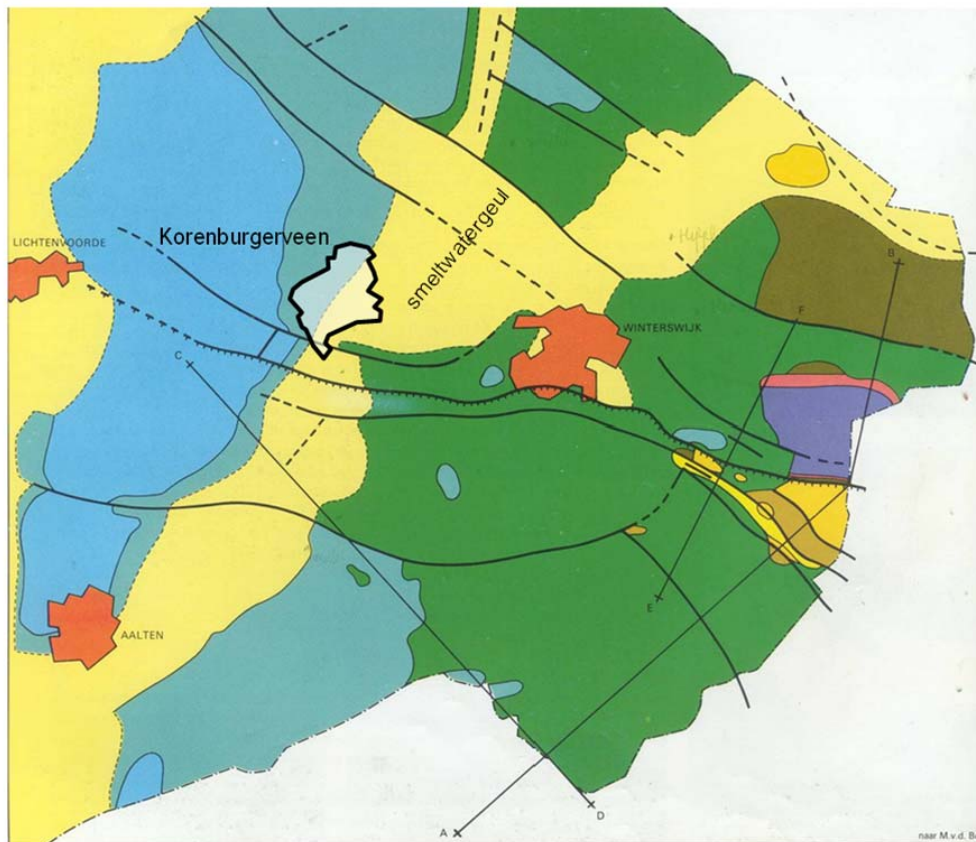 LICHTENVOORDE
Korenburgerveen
smeltwatergeul
B
F
WINTERSWIJK
C
E
AALTEN
D
A
naar M.v.d. B